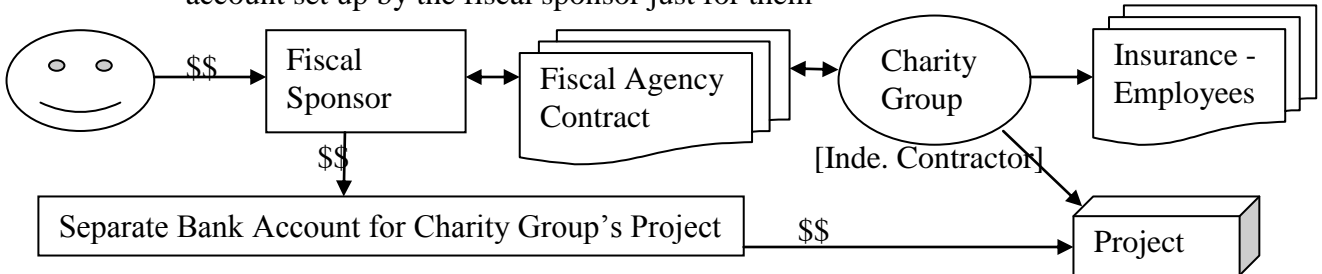 account set up by the fiscal sponsor just for them
$$
Fiscal
Sponsor
Fiscal Agency
Contract
Charity
Group
Insurance -
Employees
$$
[Inde. Contractor]
Separate Bank Account for Charity Group's Project
$$
Project